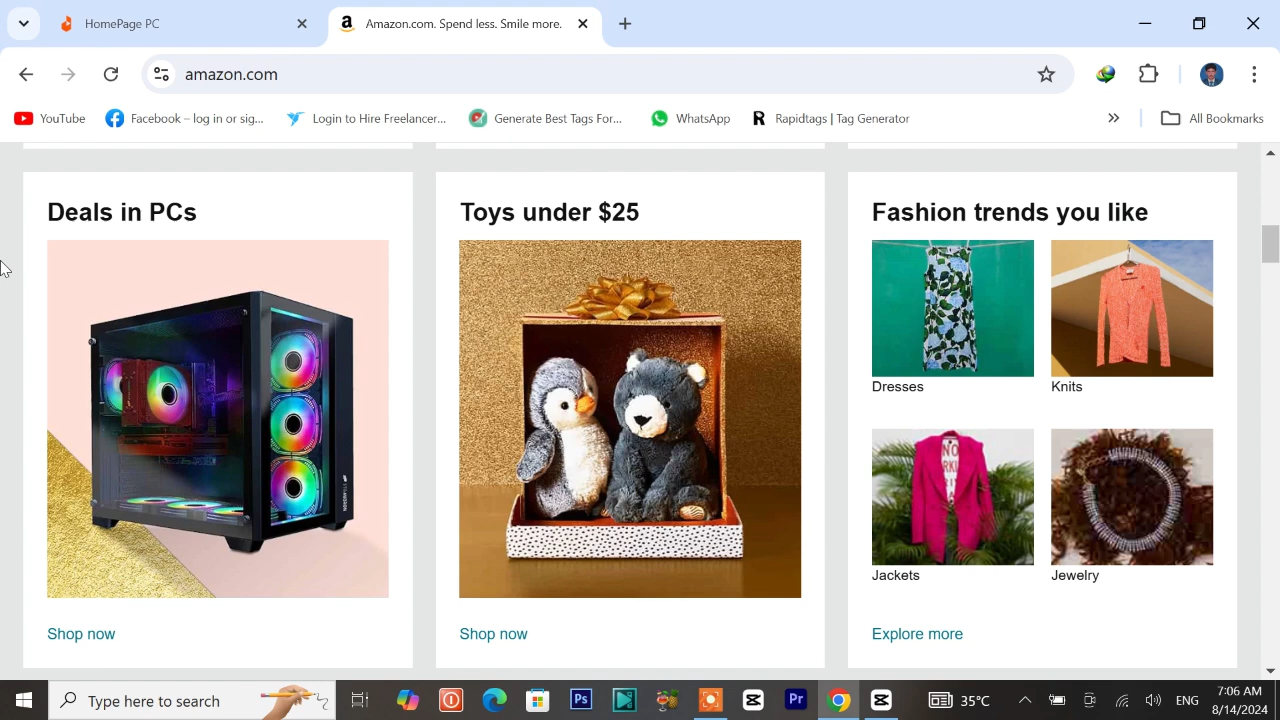 HomePage PC
Amazon.com. Spend less. Smile more.
amazon.com
YouTube
Facebook – log in or sig...
Login to Hire Freelancer...
Generate Best Tags For...
WhatsApp
Rapidtags | Tag Generator
All Bookmarks
Deals in PCs
Shop now
Toys under $25
Shop now
Fashion trends you like
Dresses
Knits
Jackets
Jewelry
Explore more
Type here to search
35°C
ENG
7:06 AM
8/14/2024